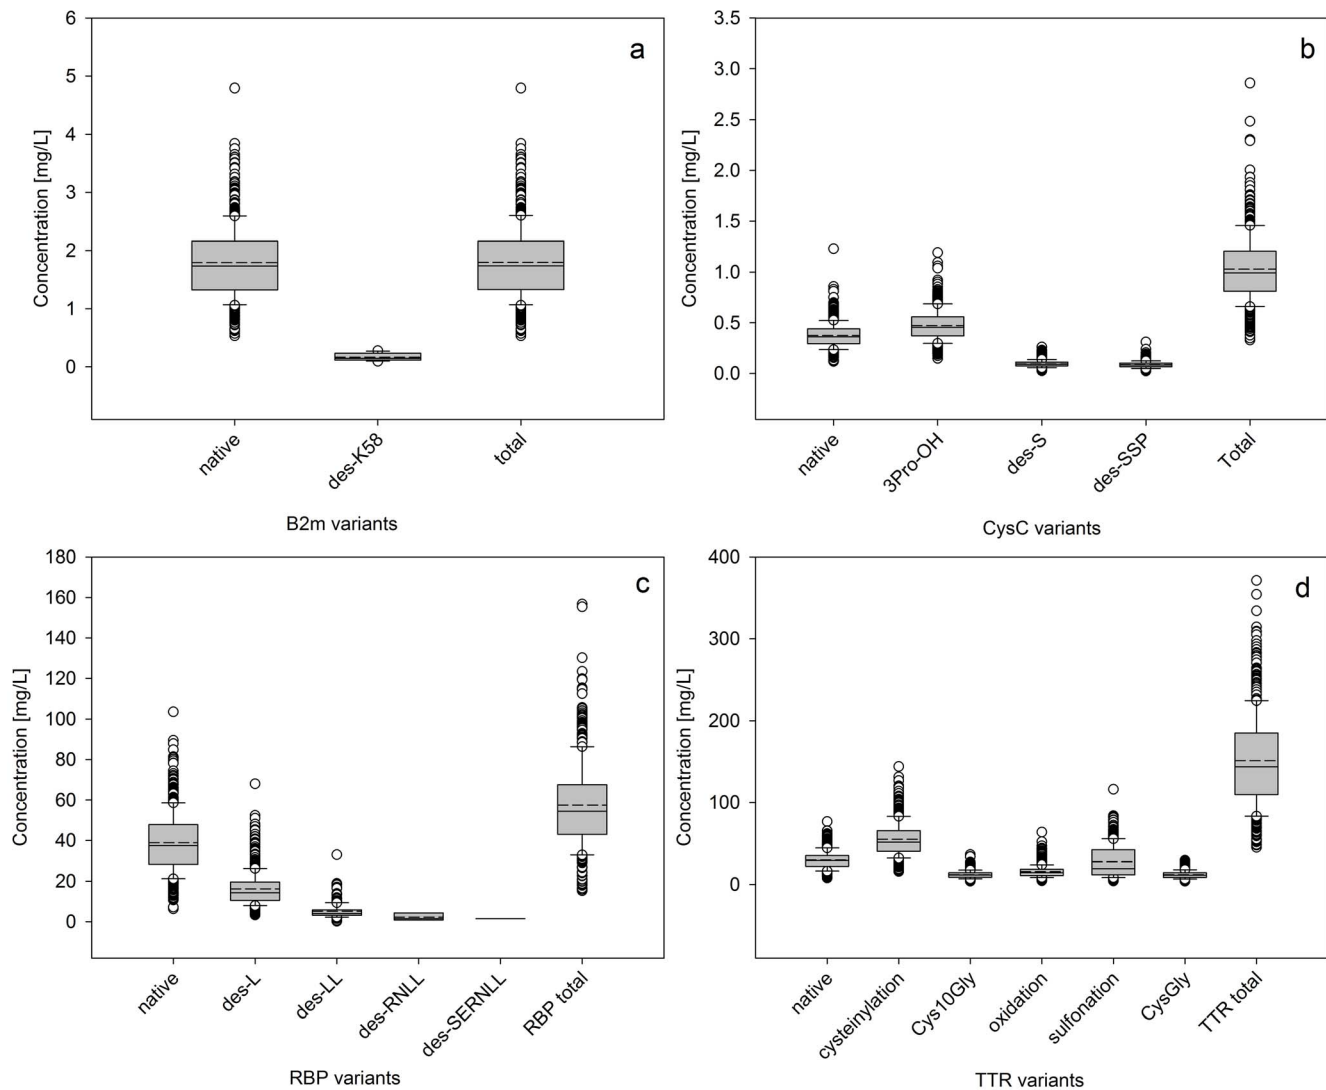 a
6
5
4
3
2
1
0
Concentration [mg/L]
native
des-K58
total
B2m variants
b
3.5
3.0
2.5
2.0
1.5
1.0
0.5
0.0
Concentration [mg/L]
native
3Pro-OH
des-S
des-SSP
Total
CysC variants
c
180
160
140
120
100
80
60
40
20
0
Concentration [mg/L]
native
des-L
des-LL
des-RNLL
des-SERNLL
RBP total
RBP variants
d
400
300
200
100
0
Concentration [mg/L]
native
cysteinylation
Cys10Gly
oxidation
sulfonation
CysGly
TTR total
TTR variants